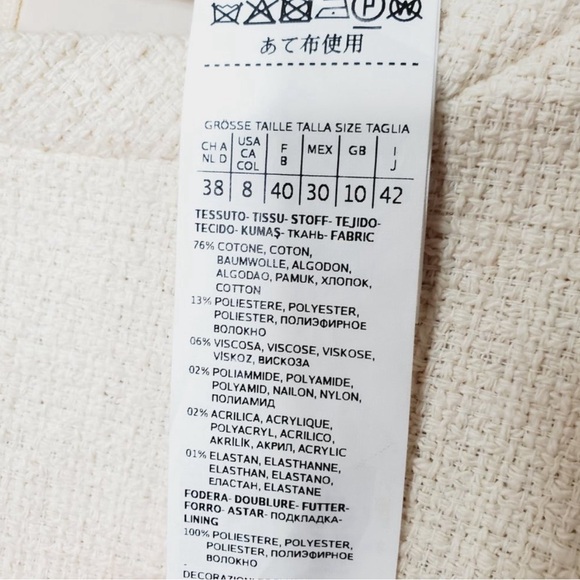 あて布使用
GRÖSSE TAILLE TALLA SIZE TAGLIA
CH A NL D USA CA COL F B MEX GB I J
38 8 40 30 10 42
TESSUTO- TISSU- STOFF- TEJIDO-
TECIDO- KUMAŞ- ТКАНЬ- FABRIC
76% COTONE, COTON,
BAUMWOLLE, ALGODON,
ALGODAO, PAMUK, ХЛОПОК,
COTTON
13% POLIESTERE, POLYESTER,
POLIESTER, ПОЛИЭФИРНОЕ
ВОЛОКНО
06% VISCOSA, VISCOSE, VISKOSE,
VİSKOZ, ВИСКОЗА
02% POLIAMMIDE, POLYAMIDE,
POLYAMID, NAILON, NYLON,
ПОЛИАМИД
02% ACRILICA, ACRYLIQUE,
POLYACRYL, ACRILICO,
AKRİLİK, АКРИЛ, ACRYLIC
01% ELASTAN, ELASTHANNE,
ELASTHAN, ELASTANO,
ЕЛАСТАН, ELASTANE
FODERA- DOUBLURE- FUTTER-
FORRO- ASTAR- ПОДКЛАДКА-
LINING
100% POLIESTERE, POLYESTER,
POLIESTER, ПОЛИЭФИРНОЕ
ВОЛОКНО